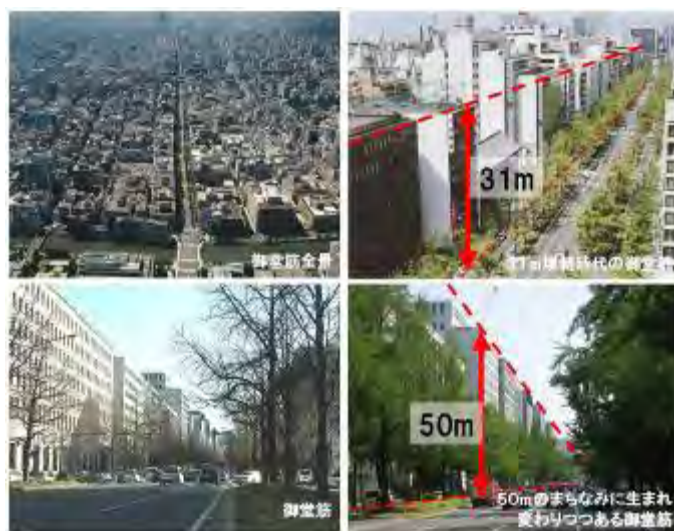 御堂筋全景
31m
31m規制時代の御堂筋
御堂筋
50m
50mのまちなみに生まれ
変わりつつある御堂筋